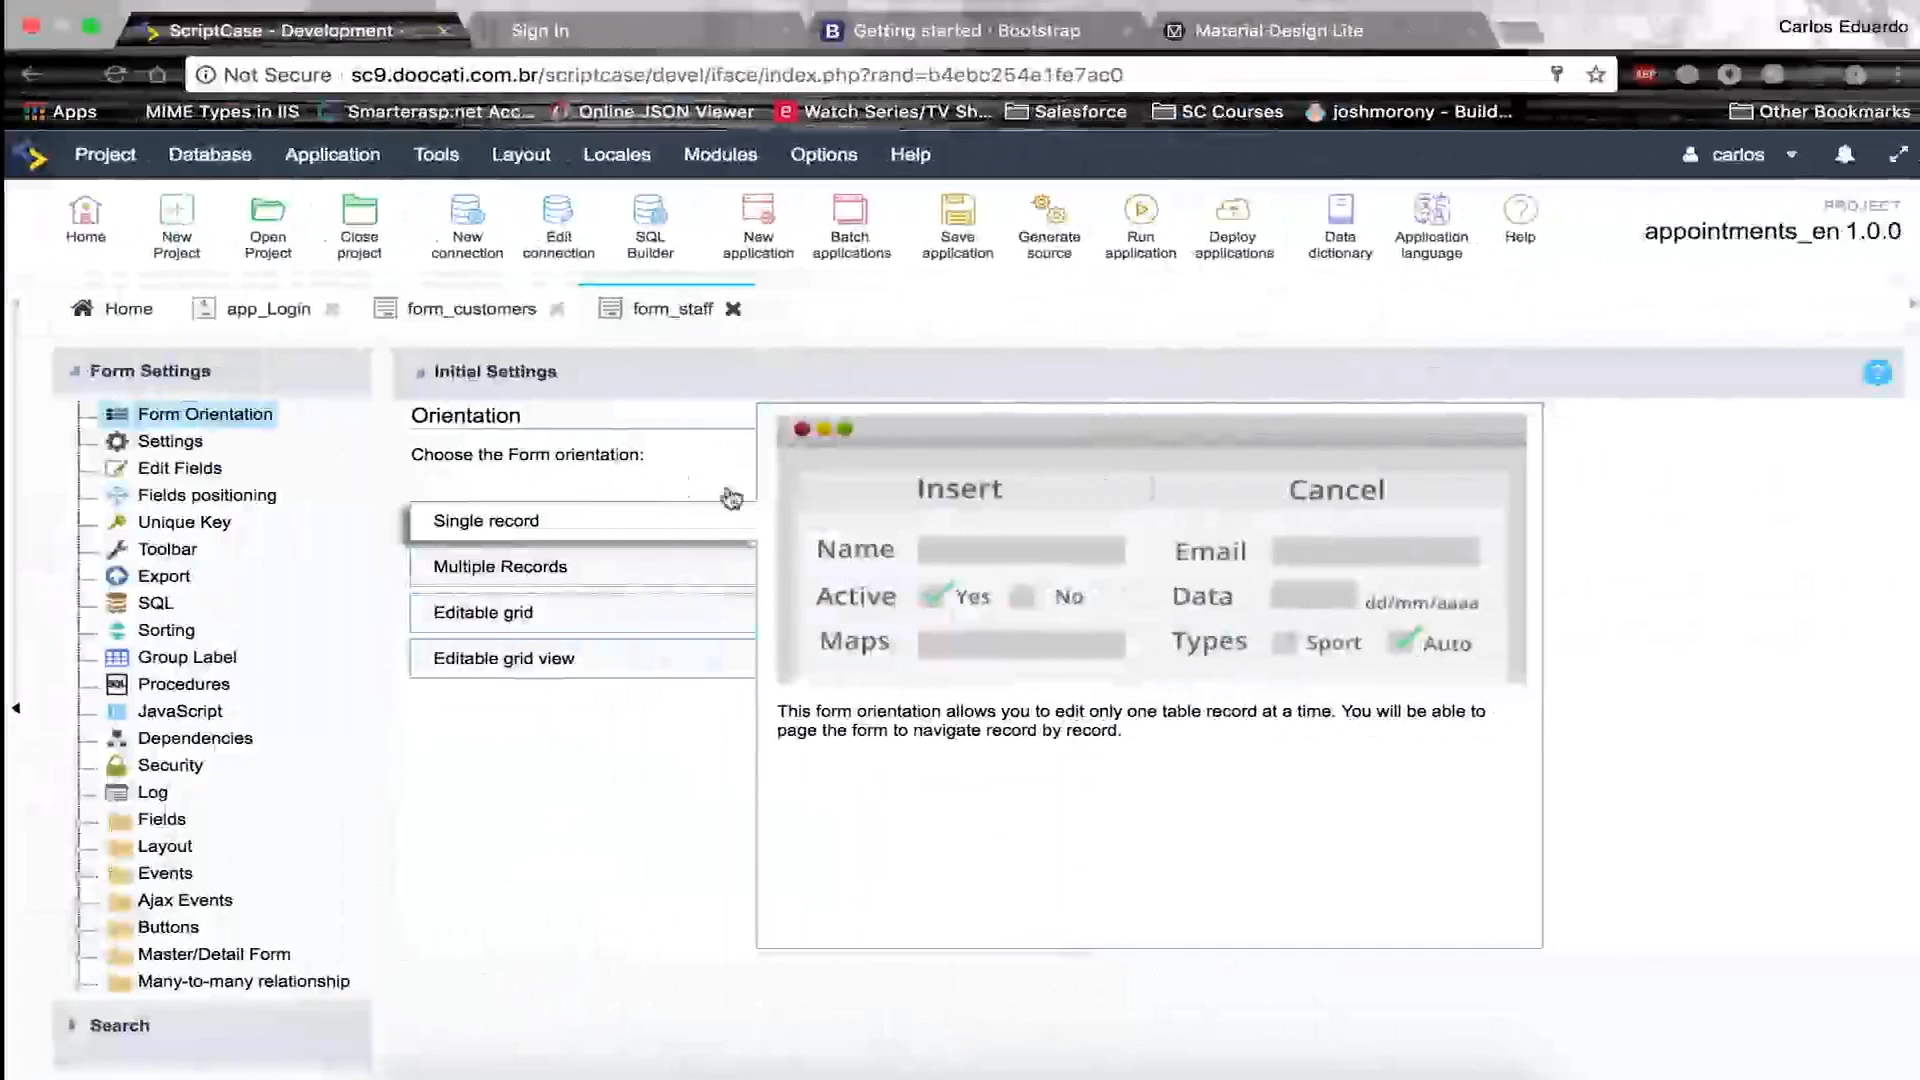 ScriptCase - Development
Sign In
Getting started · Bootstrap
Material Design Lite
Carlos Eduardo
Not Secure
sc9.doocati.com.br/scriptcase/devel/iface/index.php?rand=b4ebc254e1fe7ac0
Apps
MIME Types in IIS
Smarterasp.net Acc...
Online JSON Viewer
Watch Series/TV Sh...
Salesforce
SC Courses
joshmorony - Build...
Other Bookmarks
Project
Database
Application
Tools
Layout
Locales
Modules
Options
Help
carlos
Home
New Project
Open Project
Close project
New connection
Edit connection
SQL Builder
New application
Batch applications
Save application
Generate source
Run application
Deploy applications
Data dictionary
Application language
Help
PROJECT
appointments_en 1.0.0
Home
app_Login
form_customers
form_staff
Form Settings
Form Orientation
Settings
Edit Fields
Fields positioning
Unique Key
Toolbar
Export
SQL
Sorting
Group Label
Procedures
JavaScript
Dependencies
Security
Log
Fields
Layout
Events
Ajax Events
Buttons
Master/Detail Form
Many-to-many relationship
Search
Initial Settings
Orientation
Choose the Form orientation:
Single record
Multiple Records
Editable grid
Editable grid view
Insert
Cancel
Name
Email
Active
Yes
No
Data
dd/mm/aaaa
Maps
Types
Sport
Auto
This form orientation allows you to edit only one table record at a time. You will be able to
page the form to navigate record by record.